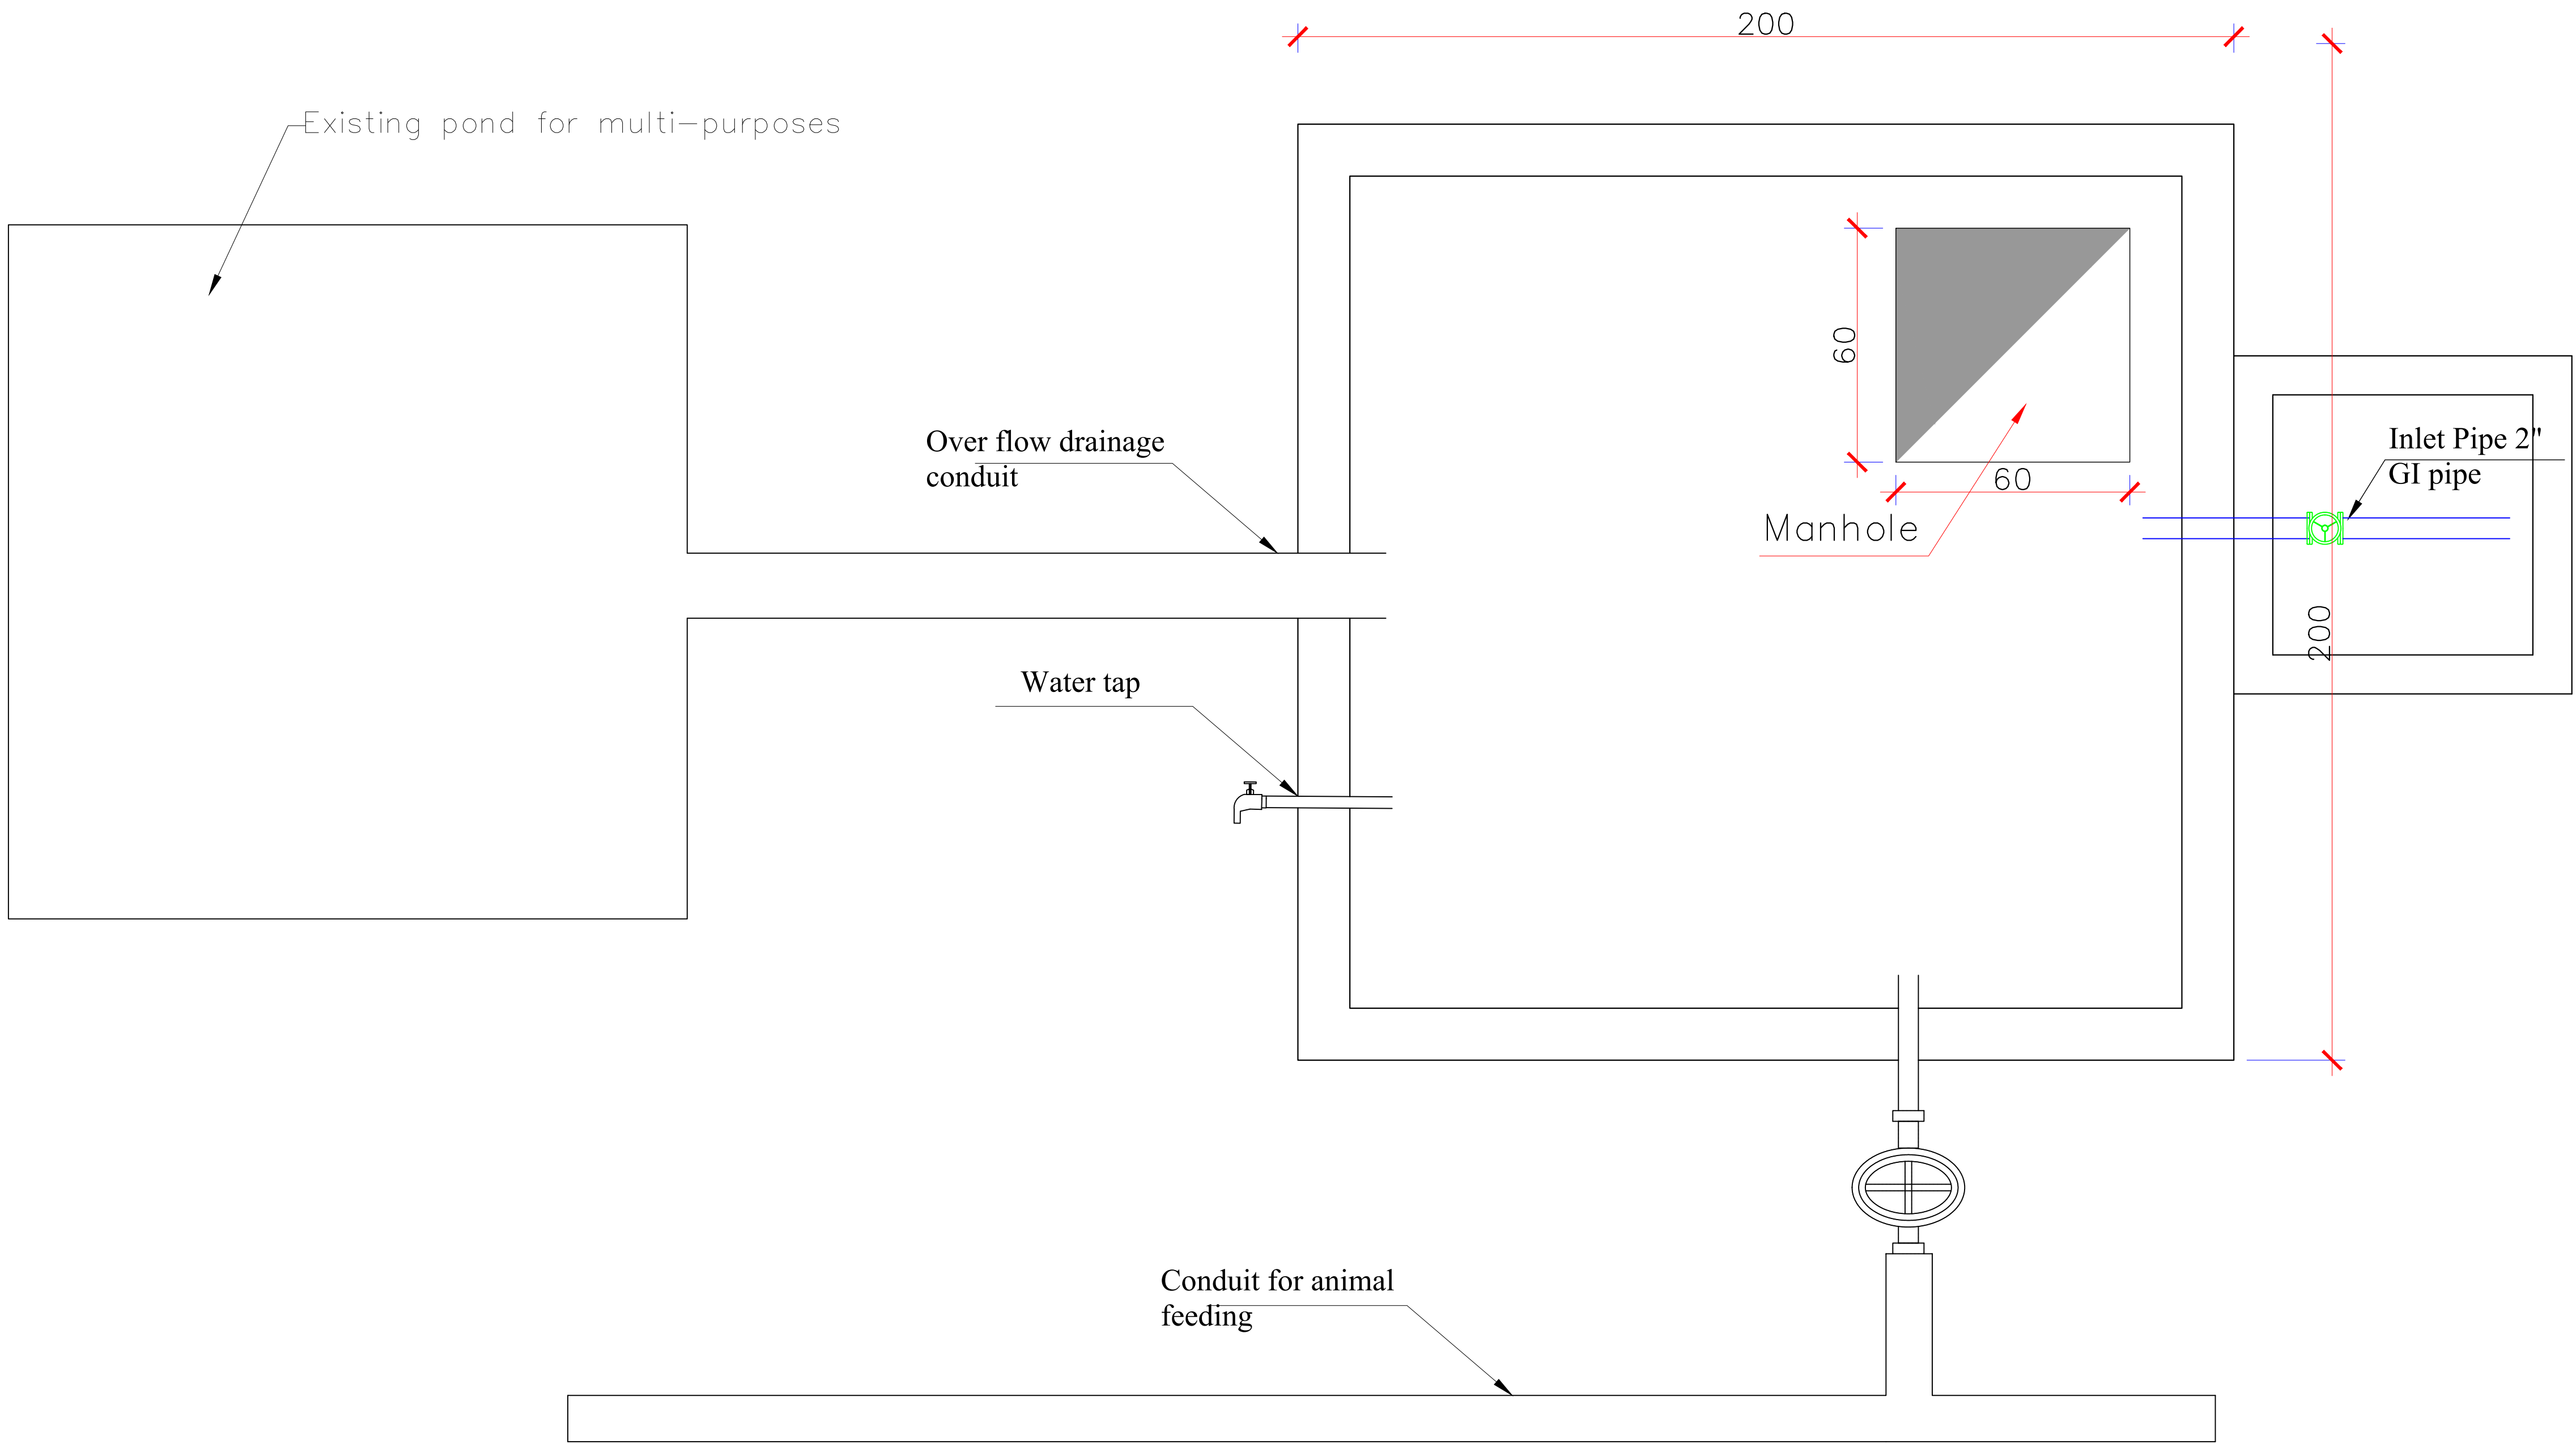 200
Existing pond for multi-purposes
60
Over flow drainage
conduit
Inlet Pipe 2"
GI pipe
60
Manhole
200
Water tap
Conduit for animal
feeding